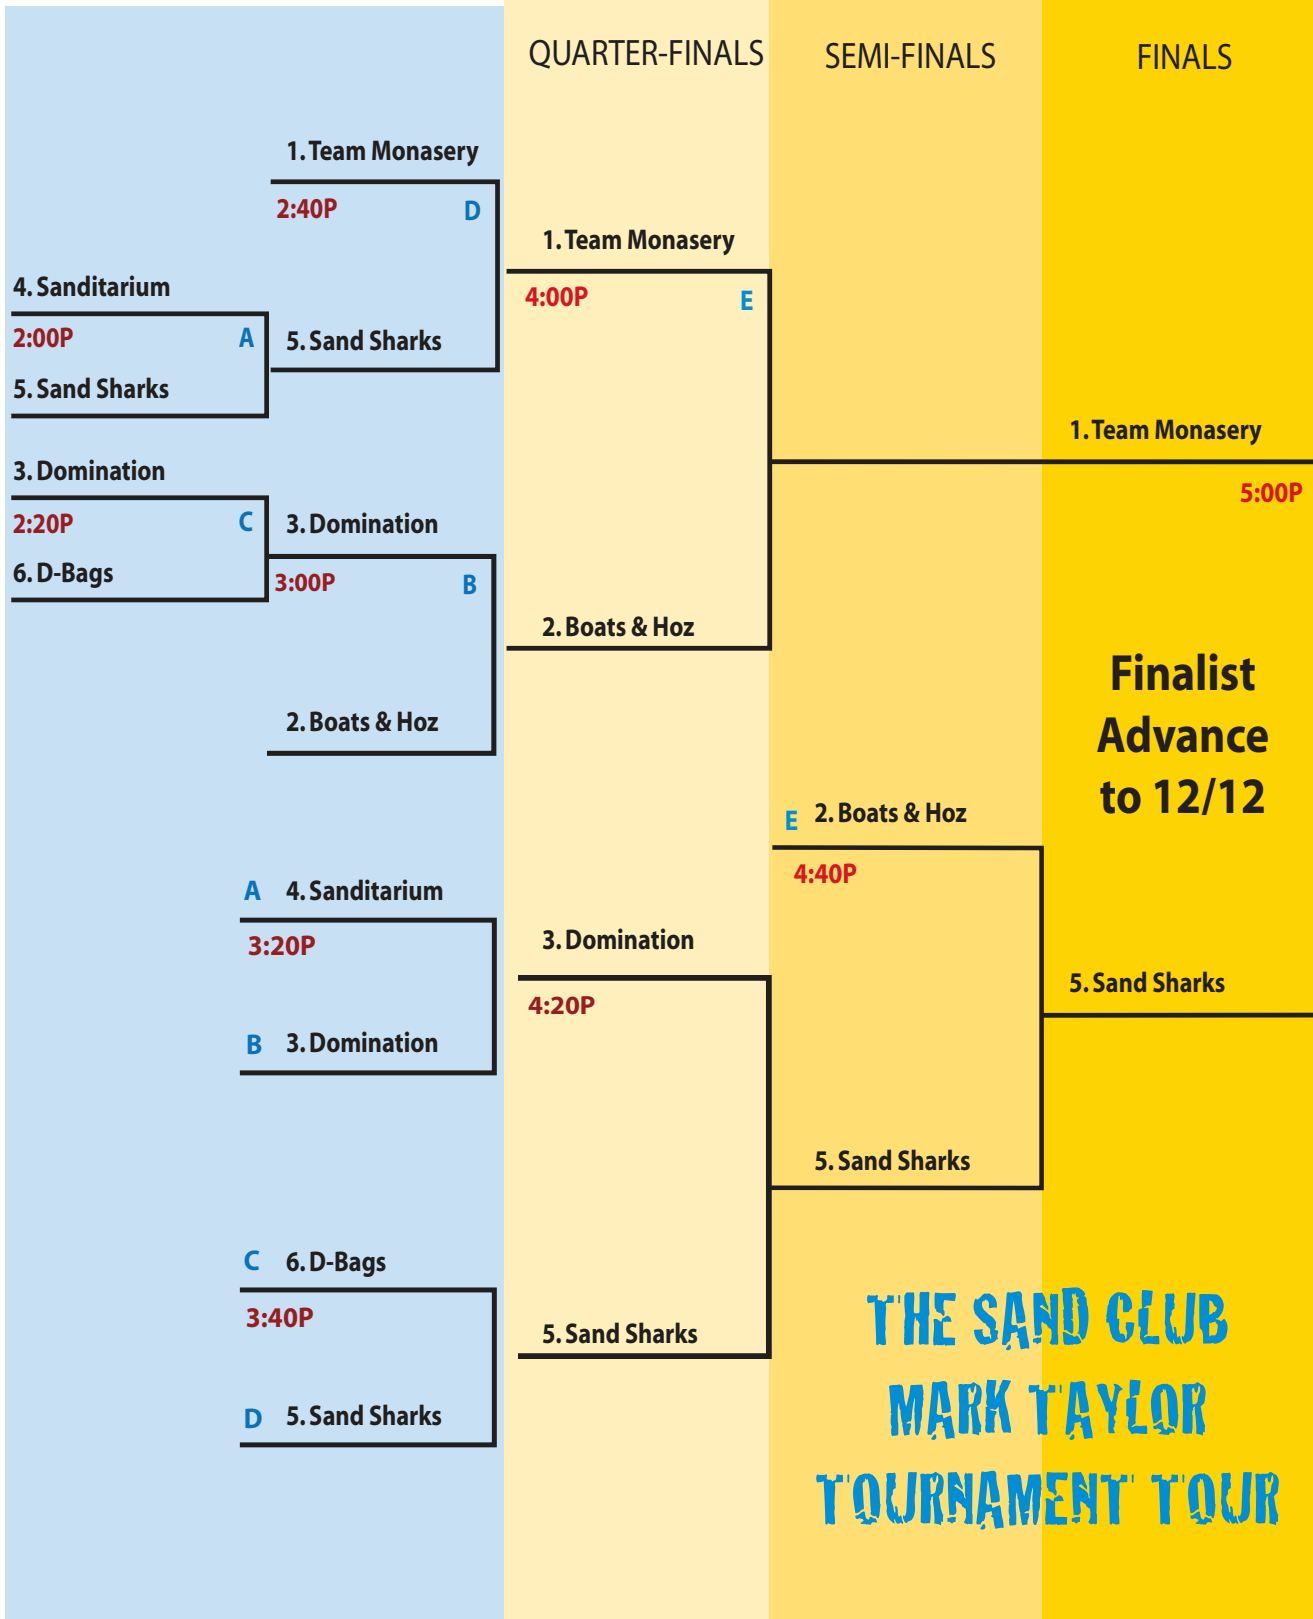 QUARTER-FINALS
SEMI-FINALS
FINALS
1. Team Monasery
2:40P D
1. Team Monasery
4. Sanditarium
4:00P E
2:00P A
5. Sand Sharks
5. Sand Sharks
1. Team Monasery
3. Domination
5:00P
2:20P C
3. Domination
6. D-Bags
3:00P B
2. Boats & Hoz
Finalist
Advance
to 12/12
2. Boats & Hoz
E 2. Boats & Hoz
4:40P
A 4. Sanditarium
3:20P
3. Domination
5. Sand Sharks
4:20P
B 3. Domination
5. Sand Sharks
C 6. D-Bags
3:40P
5. Sand Sharks
D 5. Sand Sharks
THE SAND CLUB
MARK TAYLOR
TOURNAMENT TOUR